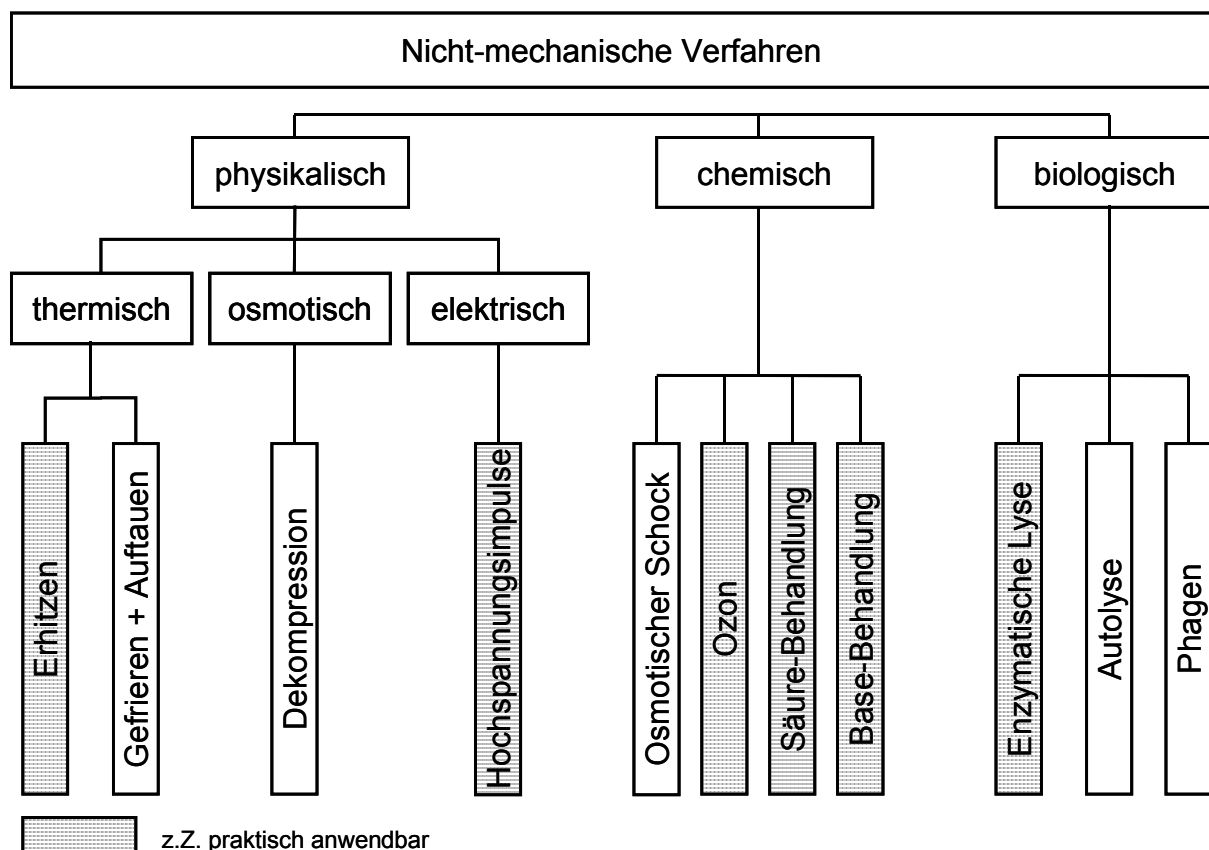 Nicht-mechanische Verfahren
physikalisch
chemisch
biologisch
thermisch
osmotisch
elektrisch
Erhitzen
Gefrieren + Auftauen
Dekompression
Hochspannungsimpulse
Osmotischer Schock
Ozon
Säure-Behandlung
Base-Behandlung
Enzymatische Lyse
Autolyse
Phagen
z.Z. praktisch anwendbar